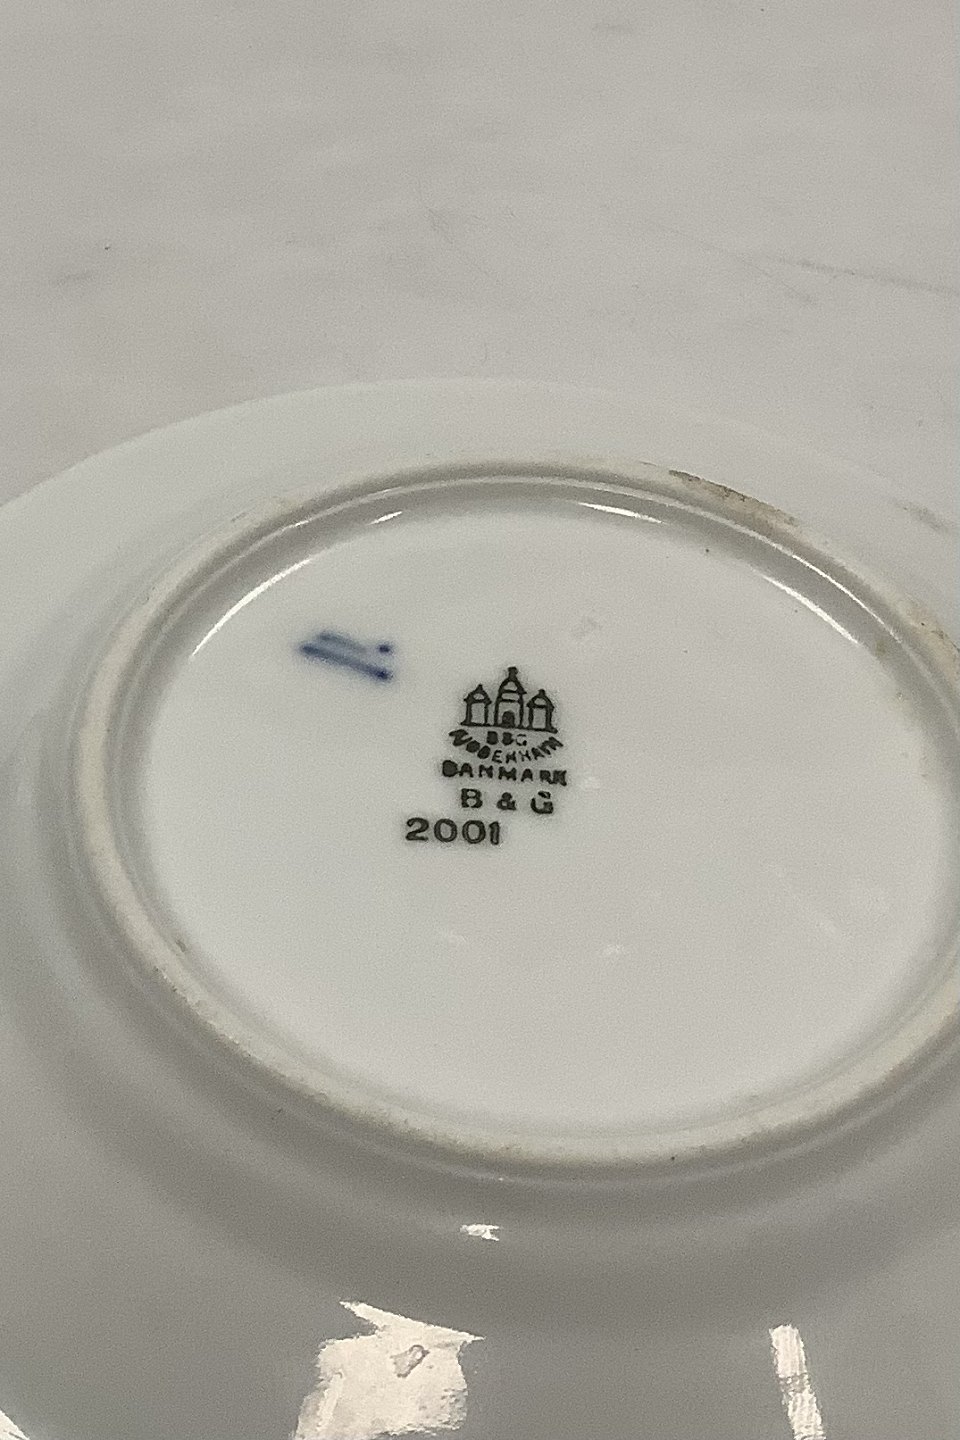 B&G
KJØBENHAVN
DANMARK
B & G
2001